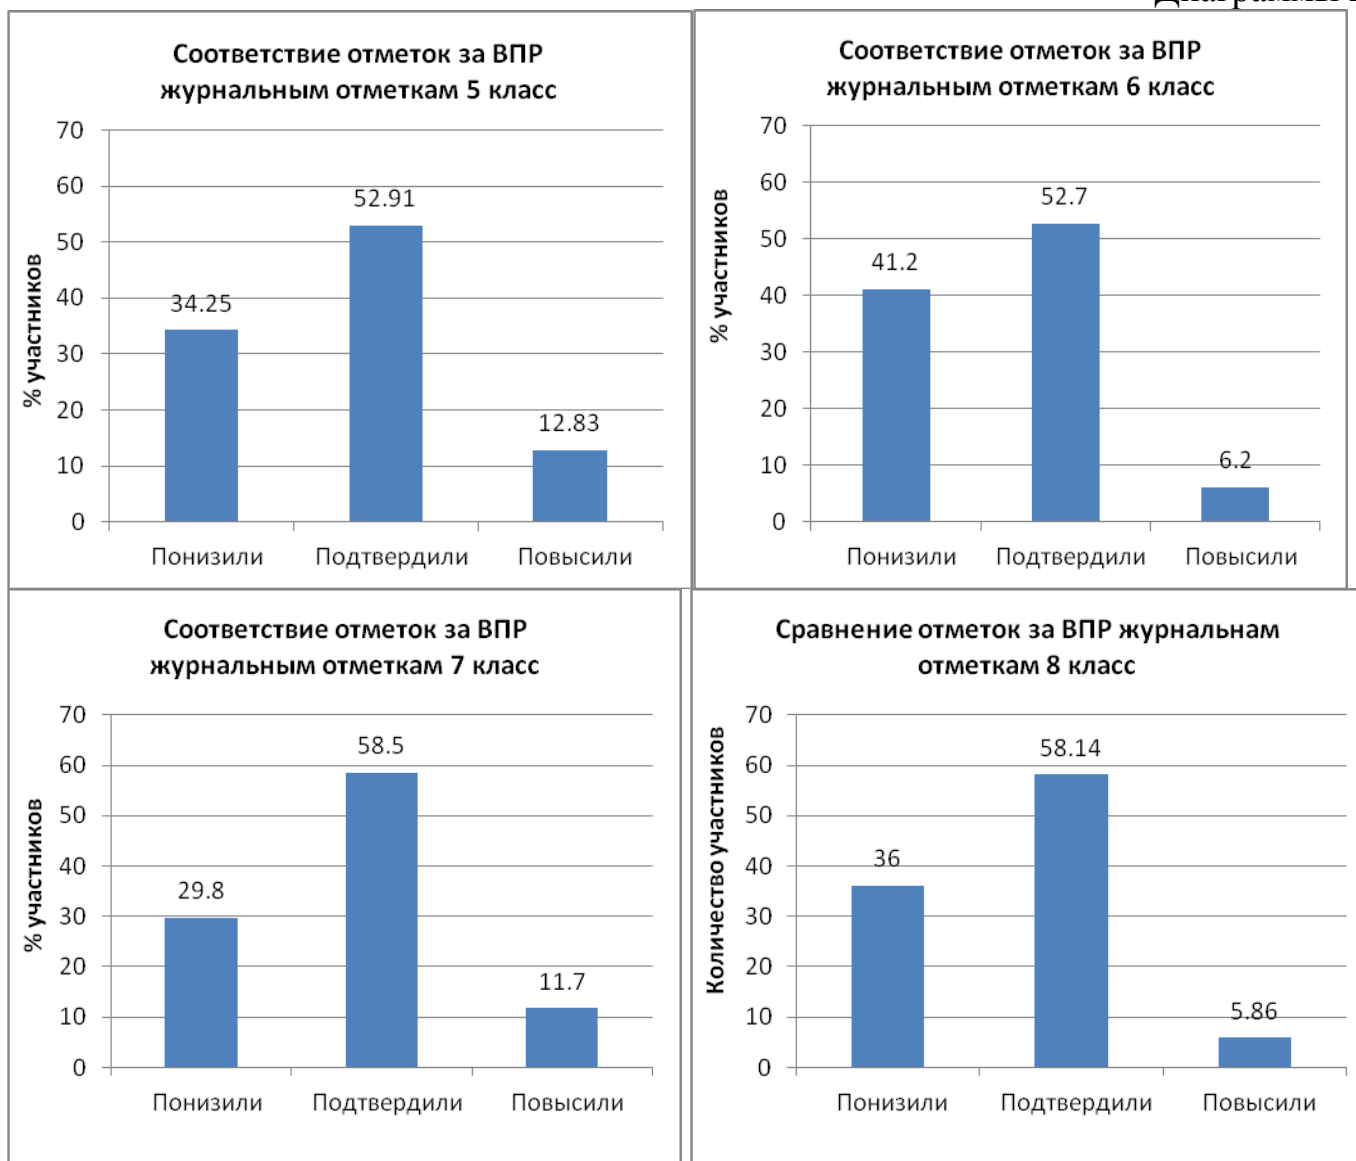 Соответствие отметок за ВПР
журнальным отметкам 5 класс
70
60
50
40
30
20
10
0
% участников
34.25
52.91
12.83
Понизили Подтвердили Повысили
Соответствие отметок за ВПР
журнальным отметкам 6 класс
70
60
50
40
30
20
10
0
% участников
41.2
52.7
6.2
Понизили Подтвердили Повысили
Соответствие отметок за ВПР
журнальным отметкам 7 класс
70
60
50
40
30
20
10
0
% участников
29.8
58.5
11.7
Понизили Подтвердили Повысили
Сравнение отметок за ВПР журнальнам
отметкам 8 класс
70
60
50
40
30
20
10
0
Количество участников
36
58.14
5.86
Понизили Подтвердили Повысили